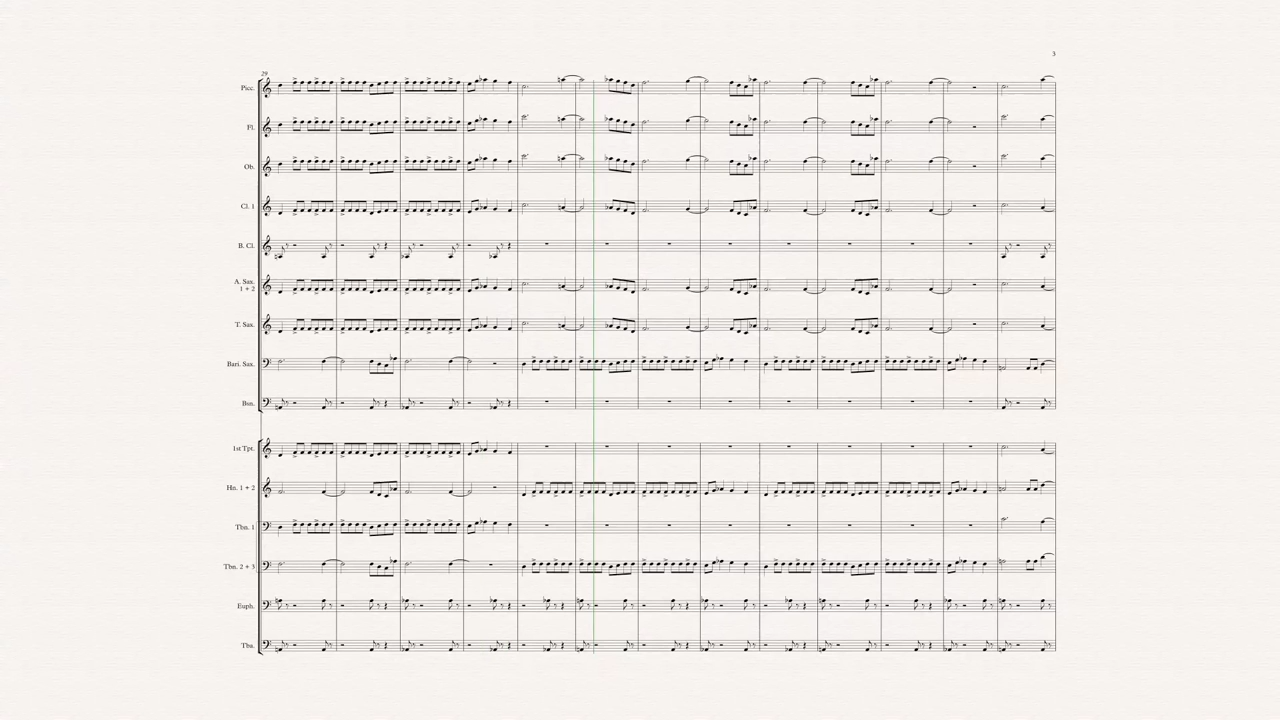 3
29
Picc.
Fl.
Ob.
Cl. 1
B. Cl.
A. Sax.
1 + 2
T. Sax.
Bari. Sax.
Bsn.
1st Tpt.
Hn. 1 + 2
Tbn. 1
Tbn. 2 + 3
Euph.
Tba.